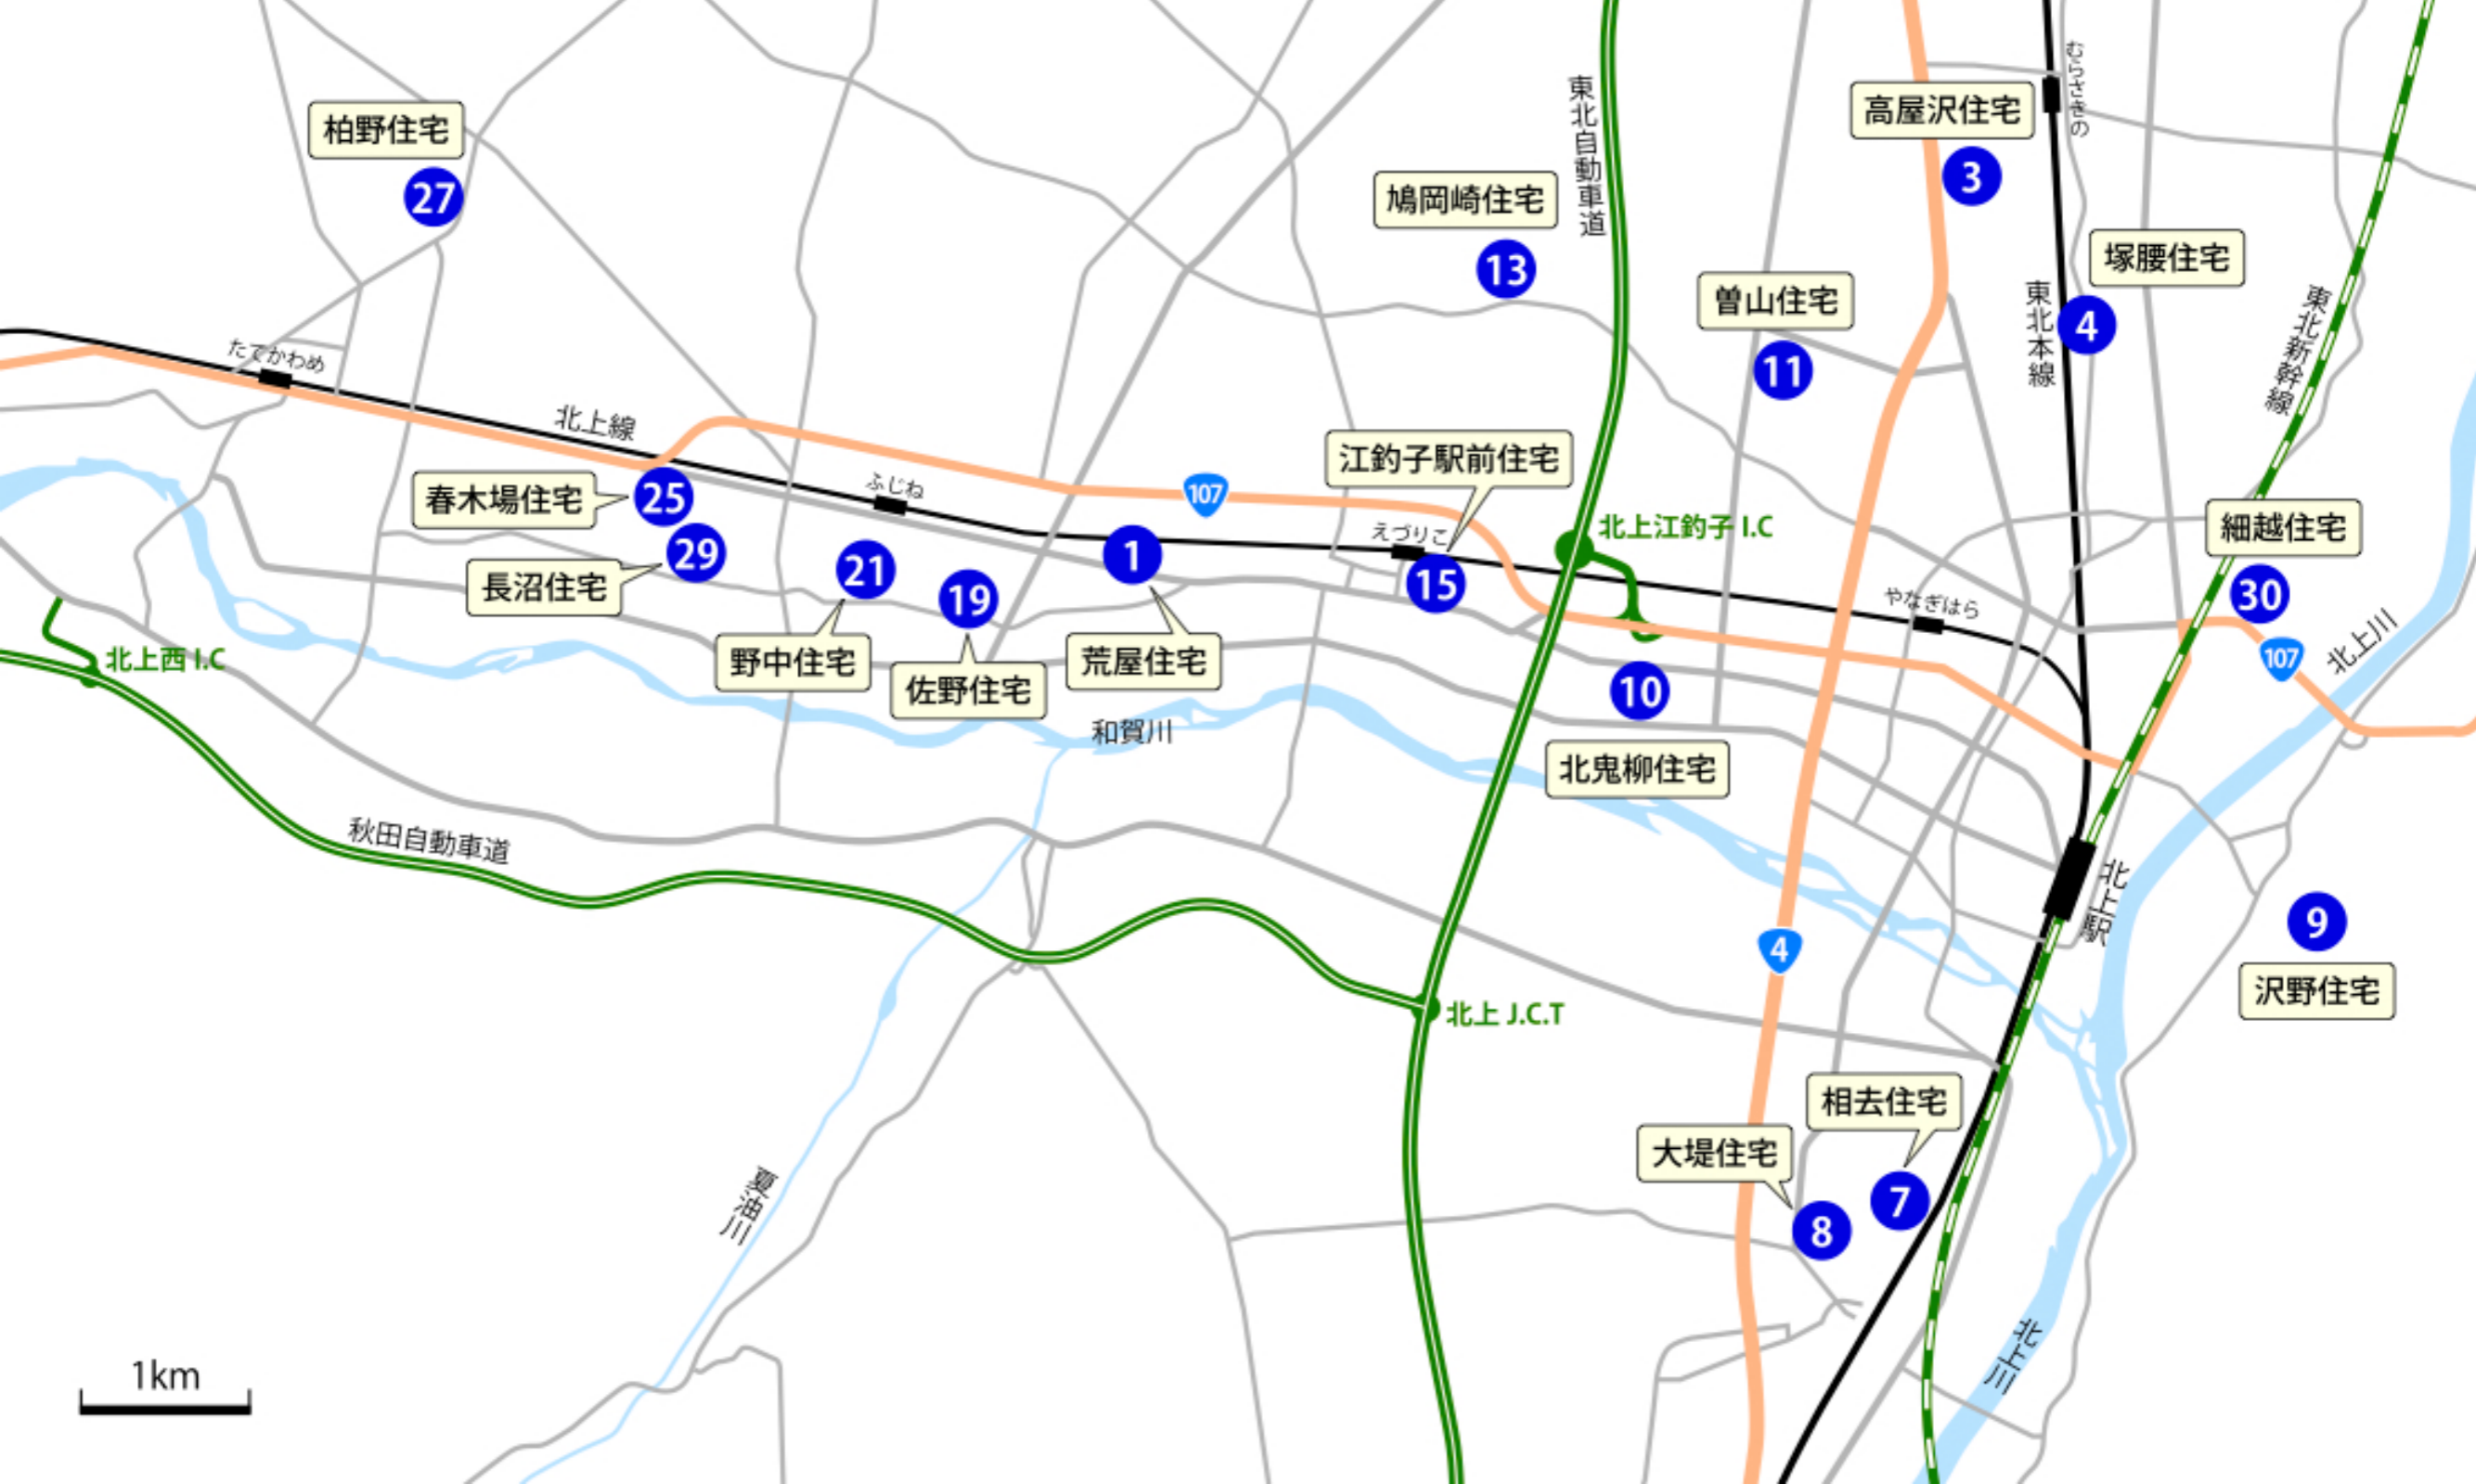 むらさきの
東北自動車道
高屋沢住宅
3
柏野住宅
27
鳩岡崎住宅
13
塚腰住宅
4
曽山住宅
11
東北本線
東北新幹線
たてかわめ
北上線
江釣子駅前住宅
107
ふじね
春木場住宅
25
えづりこ
北上江釣子 I.C
細越住宅
29
長沼住宅
21
1
15
19
30
やなぎはら
北上川
107
北上西 I.C
野中住宅
佐野住宅
荒屋住宅
10
和賀川
北鬼柳住宅
秋田自動車道
北上駅
9
4
沢野住宅
北上 J.C.T
相去住宅
大堤住宅
7
8
夏油川
北上川
1km